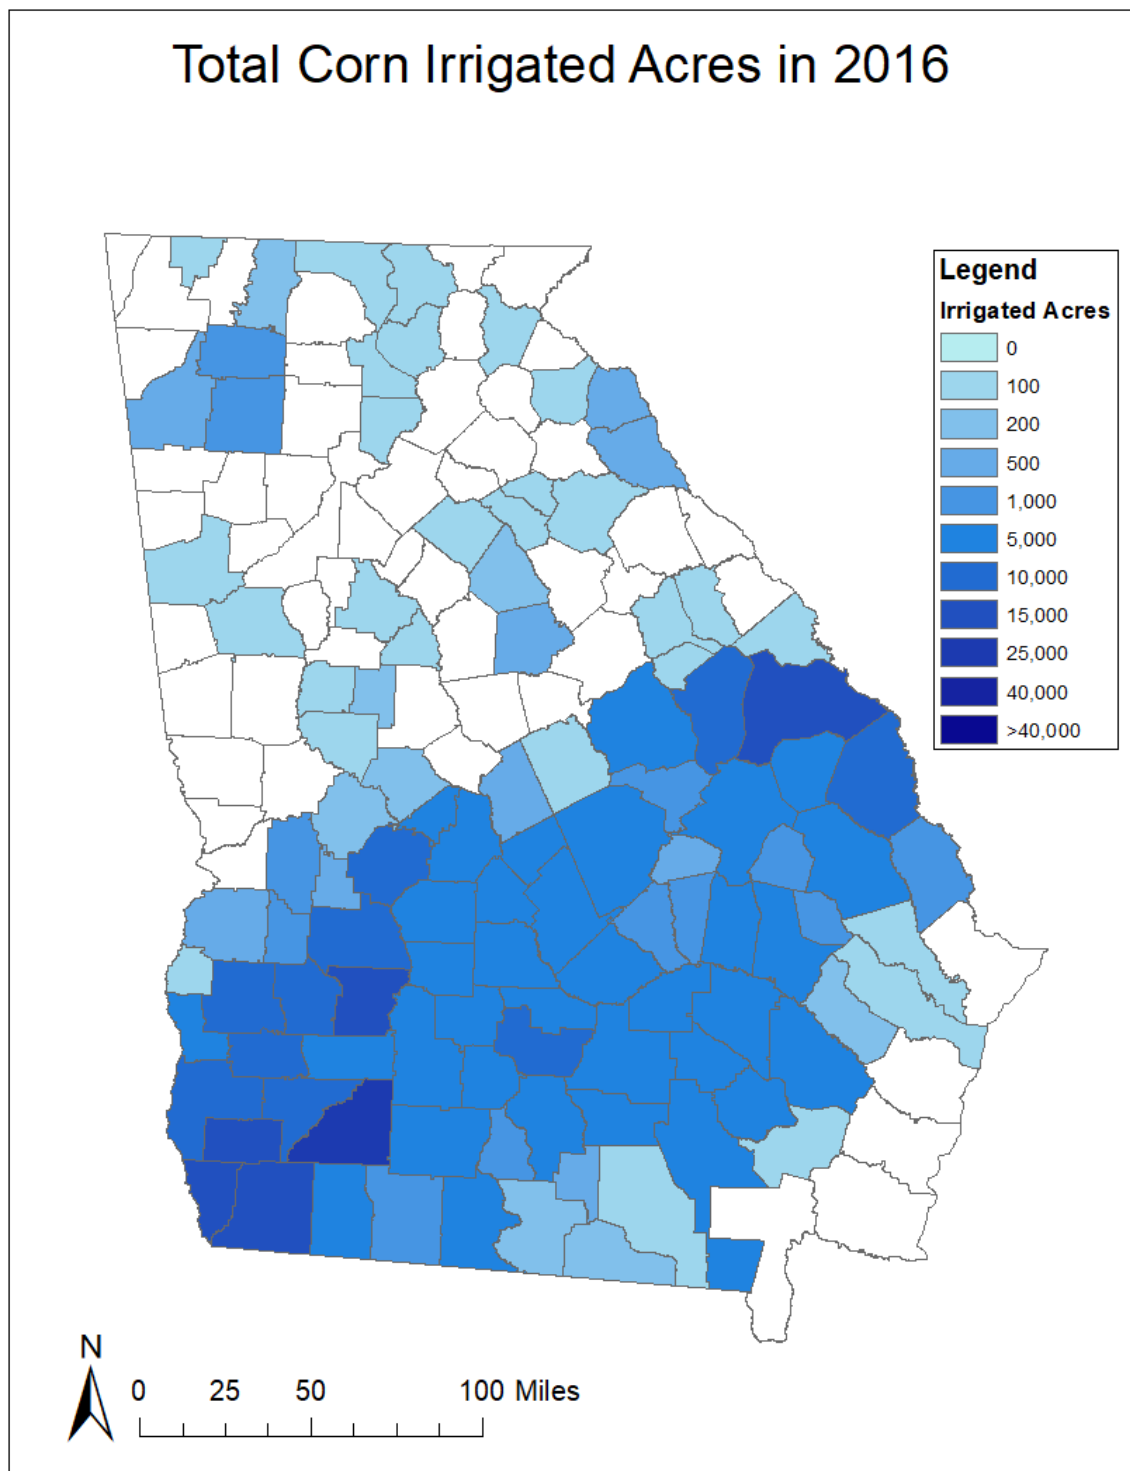 Total Corn Irrigated Acres in 2016
Legend
Irrigated Acres
0
100
200
500
1,000
5,000
10,000
15,000
25,000
40,000
>40,000
N
0 25 50 100 Miles